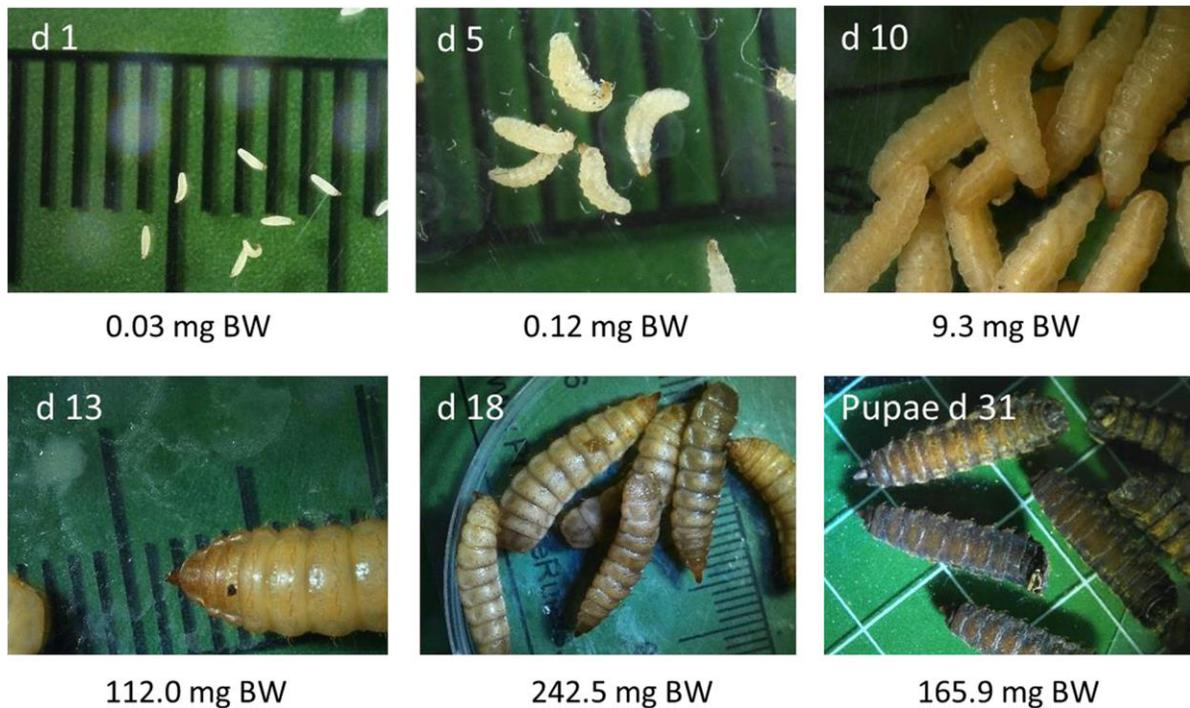 d 1
d 5
d 10
0.03 mg BW
0.12 mg BW
9.3 mg BW
d 13
d 18
Pupae d 31
112.0 mg BW
242.5 mg BW
165.9 mg BW